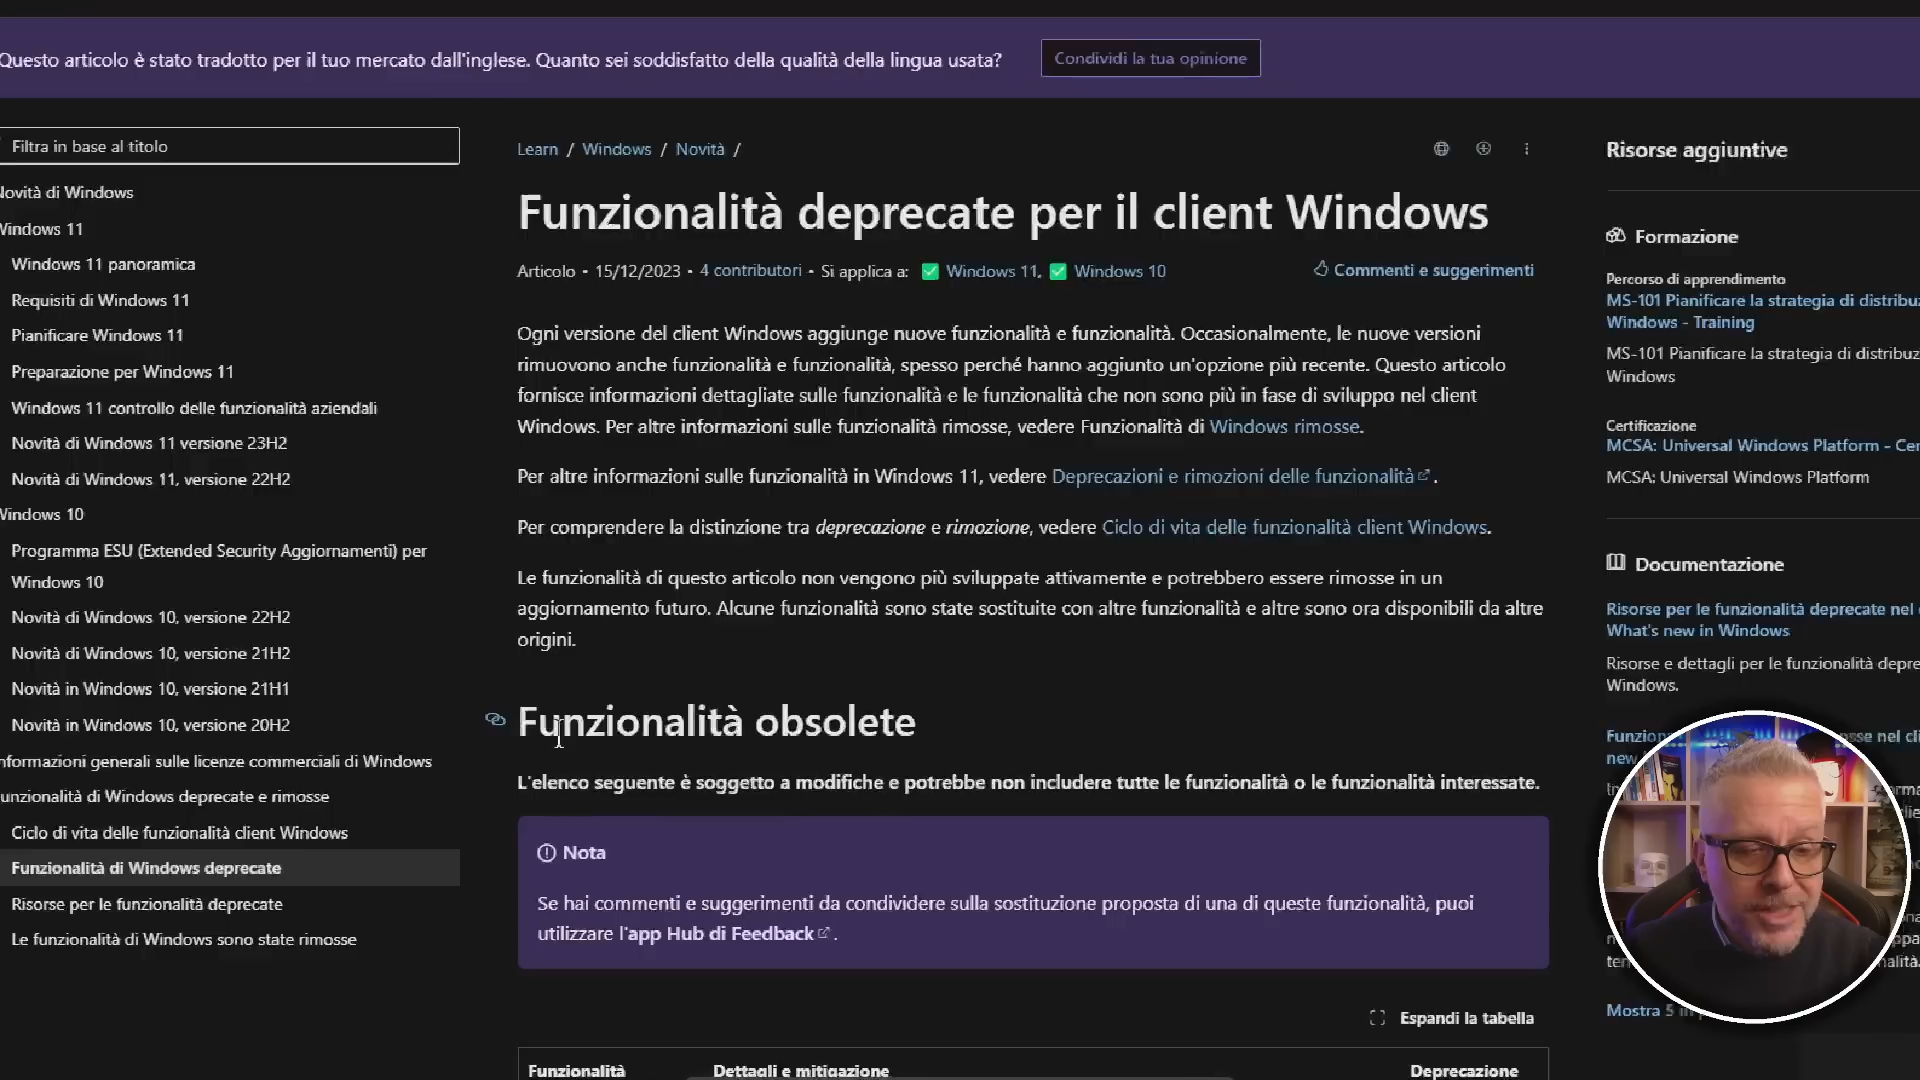 Questo articolo è stato tradotto per il tuo mercato dall'inglese. Quanto sei soddisfatto della qualità della lingua usata?
Condividi la tua opinione
Filtra in base al titolo
Novità di Windows
Windows 11
Windows 11 panoramica
Requisiti di Windows 11
Pianificare Windows 11
Preparazione per Windows 11
Windows 11 controllo delle funzionalità aziendali
Novità di Windows 11 versione 23H2
Novità di Windows 11, versione 22H2
Windows 10
Programma ESU (Extended Security Aggiornamenti) per
Windows 10
Novità di Windows 10, versione 22H2
Novità di Windows 10, versione 21H2
Novità in Windows 10, versione 21H1
Novità in Windows 10, versione 20H2
nformazioni generali sulle licenze commerciali di Windows
unzionalità di Windows deprecate e rimosse
Ciclo di vita delle funzionalità client Windows
Funzionalità di Windows deprecate
Risorse per le funzionalità deprecate
Le funzionalità di Windows sono state rimosse
Learn / Windows / Novità /
Funzionalità deprecate per il client Windows
Articolo • 15/12/2023 • 4 contributori • Si applica a: ✅ Windows 11, ✅ Windows 10
Commenti e suggerimenti
Ogni versione del client Windows aggiunge nuove funzionalità e funzionalità. Occasionalmente, le nuove versioni
rimuovono anche funzionalità e funzionalità, spesso perché hanno aggiunto un'opzione più recente. Questo articolo
fornisce informazioni dettagliate sulle funzionalità e le funzionalità che non sono più in fase di sviluppo nel client
Windows. Per altre informazioni sulle funzionalità rimosse, vedere Funzionalità di Windows rimosse.
Per altre informazioni sulle funzionalità in Windows 11, vedere Deprecazioni e rimozioni delle funzionalità.
Per comprendere la distinzione tra deprecazione e rimozione, vedere Ciclo di vita delle funzionalità client Windows.
Le funzionalità di questo articolo non vengono più sviluppate attivamente e potrebbero essere rimosse in un
aggiornamento futuro. Alcune funzionalità sono state sostituite con altre funzionalità e altre sono ora disponibili da altre
origini.
Funzionalità obsolete
L'elenco seguente è soggetto a modifiche e potrebbe non includere tutte le funzionalità o le funzionalità interessate.
Nota
Se hai commenti e suggerimenti da condividere sulla sostituzione proposta di una di queste funzionalità, puoi
utilizzare l'app Hub di Feedback.
Espandi la tabella
Funzionalità Dettagli e mitigazione Deprecazione
Risorse aggiuntive
Formazione
Percorso di apprendimento
MS-101 Pianificare la strategia di distribuz
Windows - Training
MS-101 Pianificare la strategia di distribuz
Windows
Certificazione
MCSA: Universal Windows Platform - Cer
MCSA: Universal Windows Platform
Documentazione
Risorse per le funzionalità deprecate nel
What's new in Windows
Risorse e dettagli per le funzionalità depre
Windows.
Mostra 5